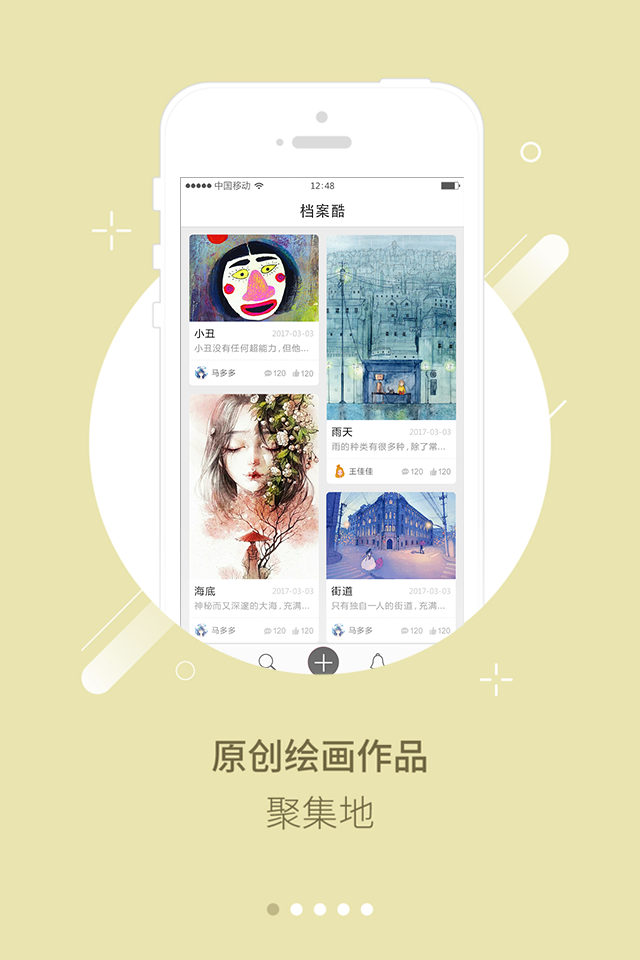 中国移动
12:48
档案酷
小丑
2017-03-03
小丑没有任何超能力，但他...
马多多
120
120
雨天
2017-03-03
雨的种类有很多种，除了常...
王佳佳
120
120
海底
2017-03-03
神秘而又深邃的大海，充满...
马多多
120
120
街道
2017-03-03
只有独自一人的街道，充满...
马多多
120
120
原创绘画作品
聚集地